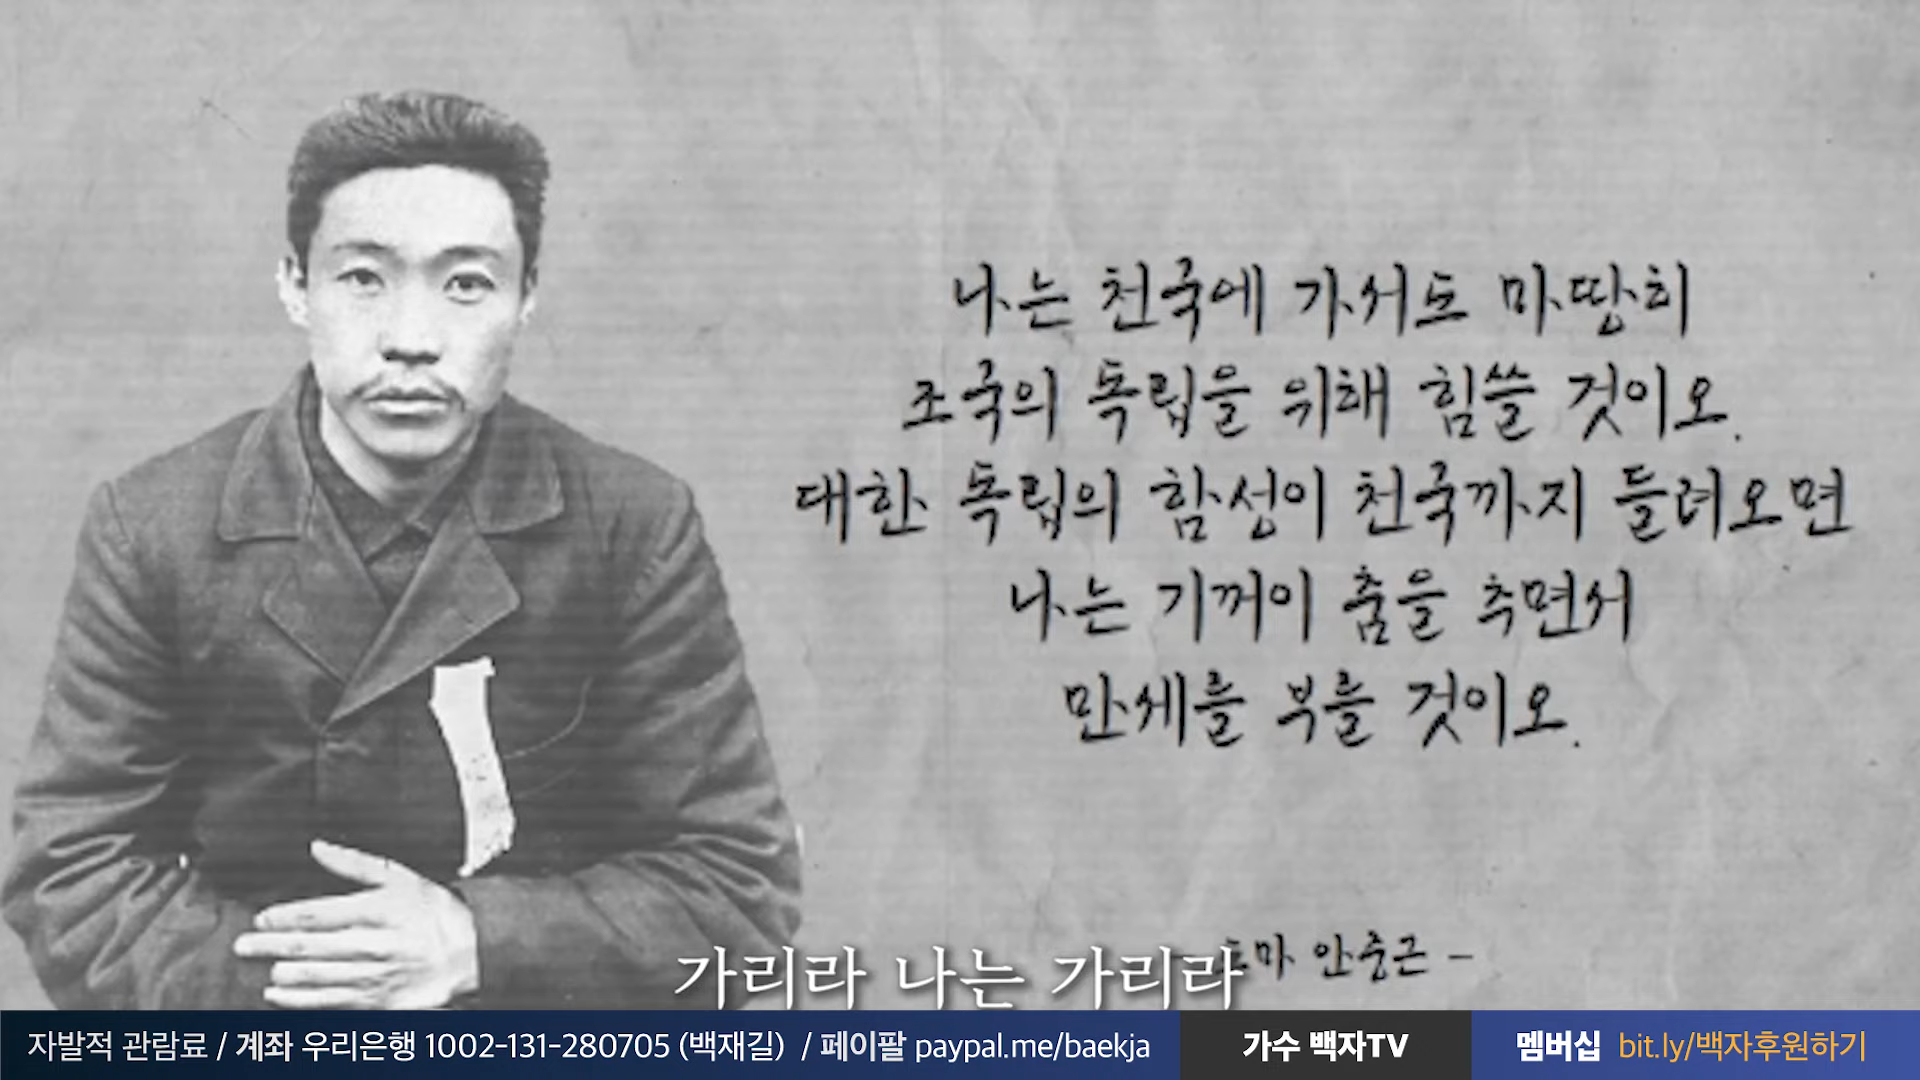 나는 천국에 가서도 마땅히
조국의 독립을 위해 힘쓸 것이오.
대한 독립의 함성이 천국까지 들려오면
나는 기꺼이 춤을 추면서
만세를 부를 것이오.
안중근 -
가리라 나는 가리라
자발적 관람료 / 계좌 우리은행 1002-131-280705 (백재길) / 페이팔 paypal.me/baekja
가수 백자TV
멤버십 bit.ly/백자후원하기